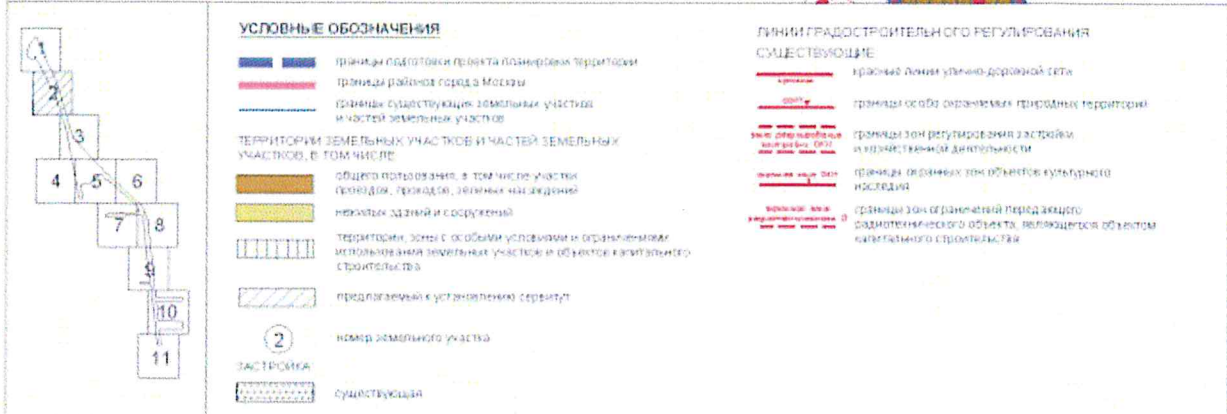 1
2
3
4 5 6
7 8
9
10
11
УСЛОВНЫЕ ОБОЗНАЧЕНИЯ
границы подготовки проекта планировки территории
границы районов города Москвы
границы существующих земельных участков
и частей земельных участков
ТЕРРИТОРИИ ЗЕМЕЛЬНЫХ УЧАСТКОВ И ЧАСТЕЙ ЗЕМЕЛЬНЫХ
УЧАСТКОВ, В ТОМ ЧИСЛЕ
общего пользования, в том числе участки
проездов, проходов, зеленых насаждений
нежилых зданий и сооружений
территории, зоны с особыми условиями и ограничениями
использования земельных участков и объектов капитального
строительства
предлагаемый к установлению сервитут
2
номер земельного участка
ЗАСТРОЙКА
существующая
ЛИНИИ ГРАДОСТРОИТЕЛЬНОГО РЕГУЛИРОВАНИЯ
СУЩЕСТВУЮЩИЕ
красные линии улично-дорожной сети
границы особо охраняемых природных территорий
границы зон регулирования застройки
и хозяйственной деятельности
границы охранных зон объектов культурного
наследия
границы зон ограничений передающего
радиотехнического объекта, являющегося объектом
капитального строительства